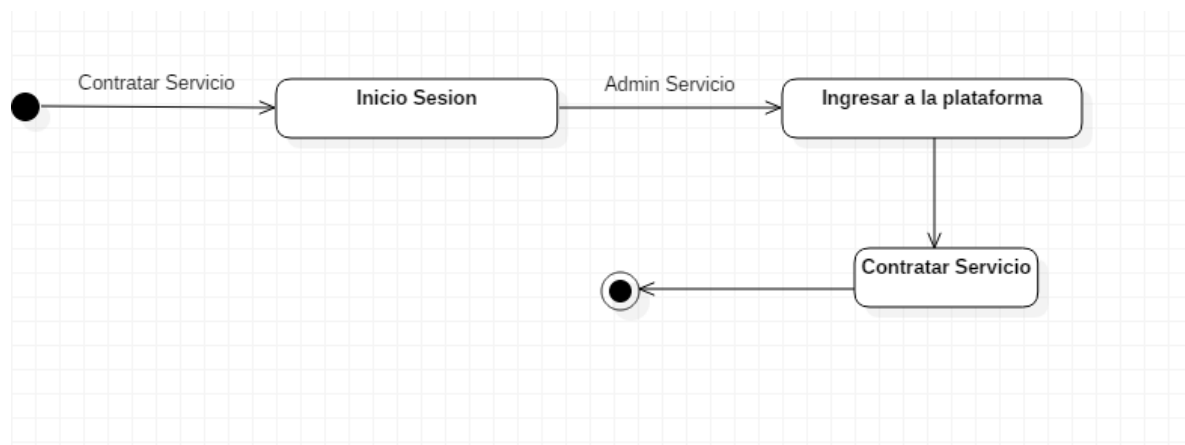 Contratar Servicio
Inicio Sesion
Admin Servicio
Ingresar a la plataforma
Contratar Servicio